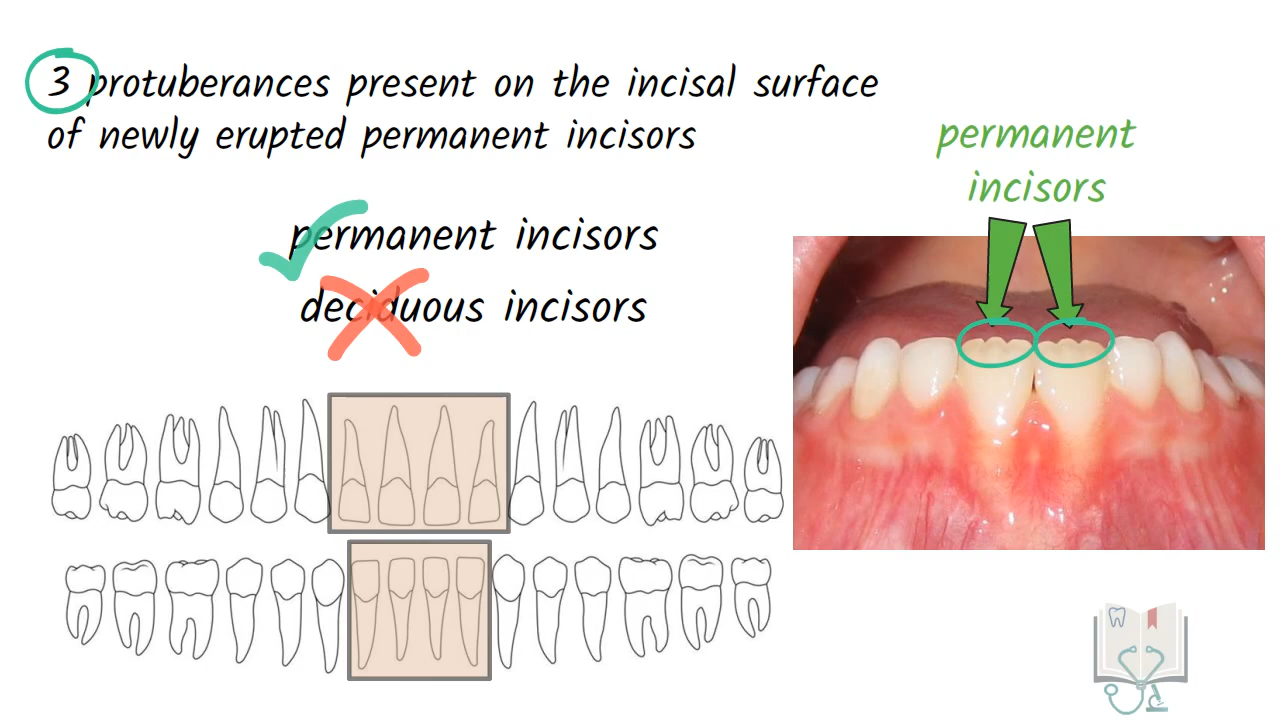 3 protuberances present on the incisal surface
of newly erupted permanent incisors
permanent incisors
deciduous incisors
permanent
incisors